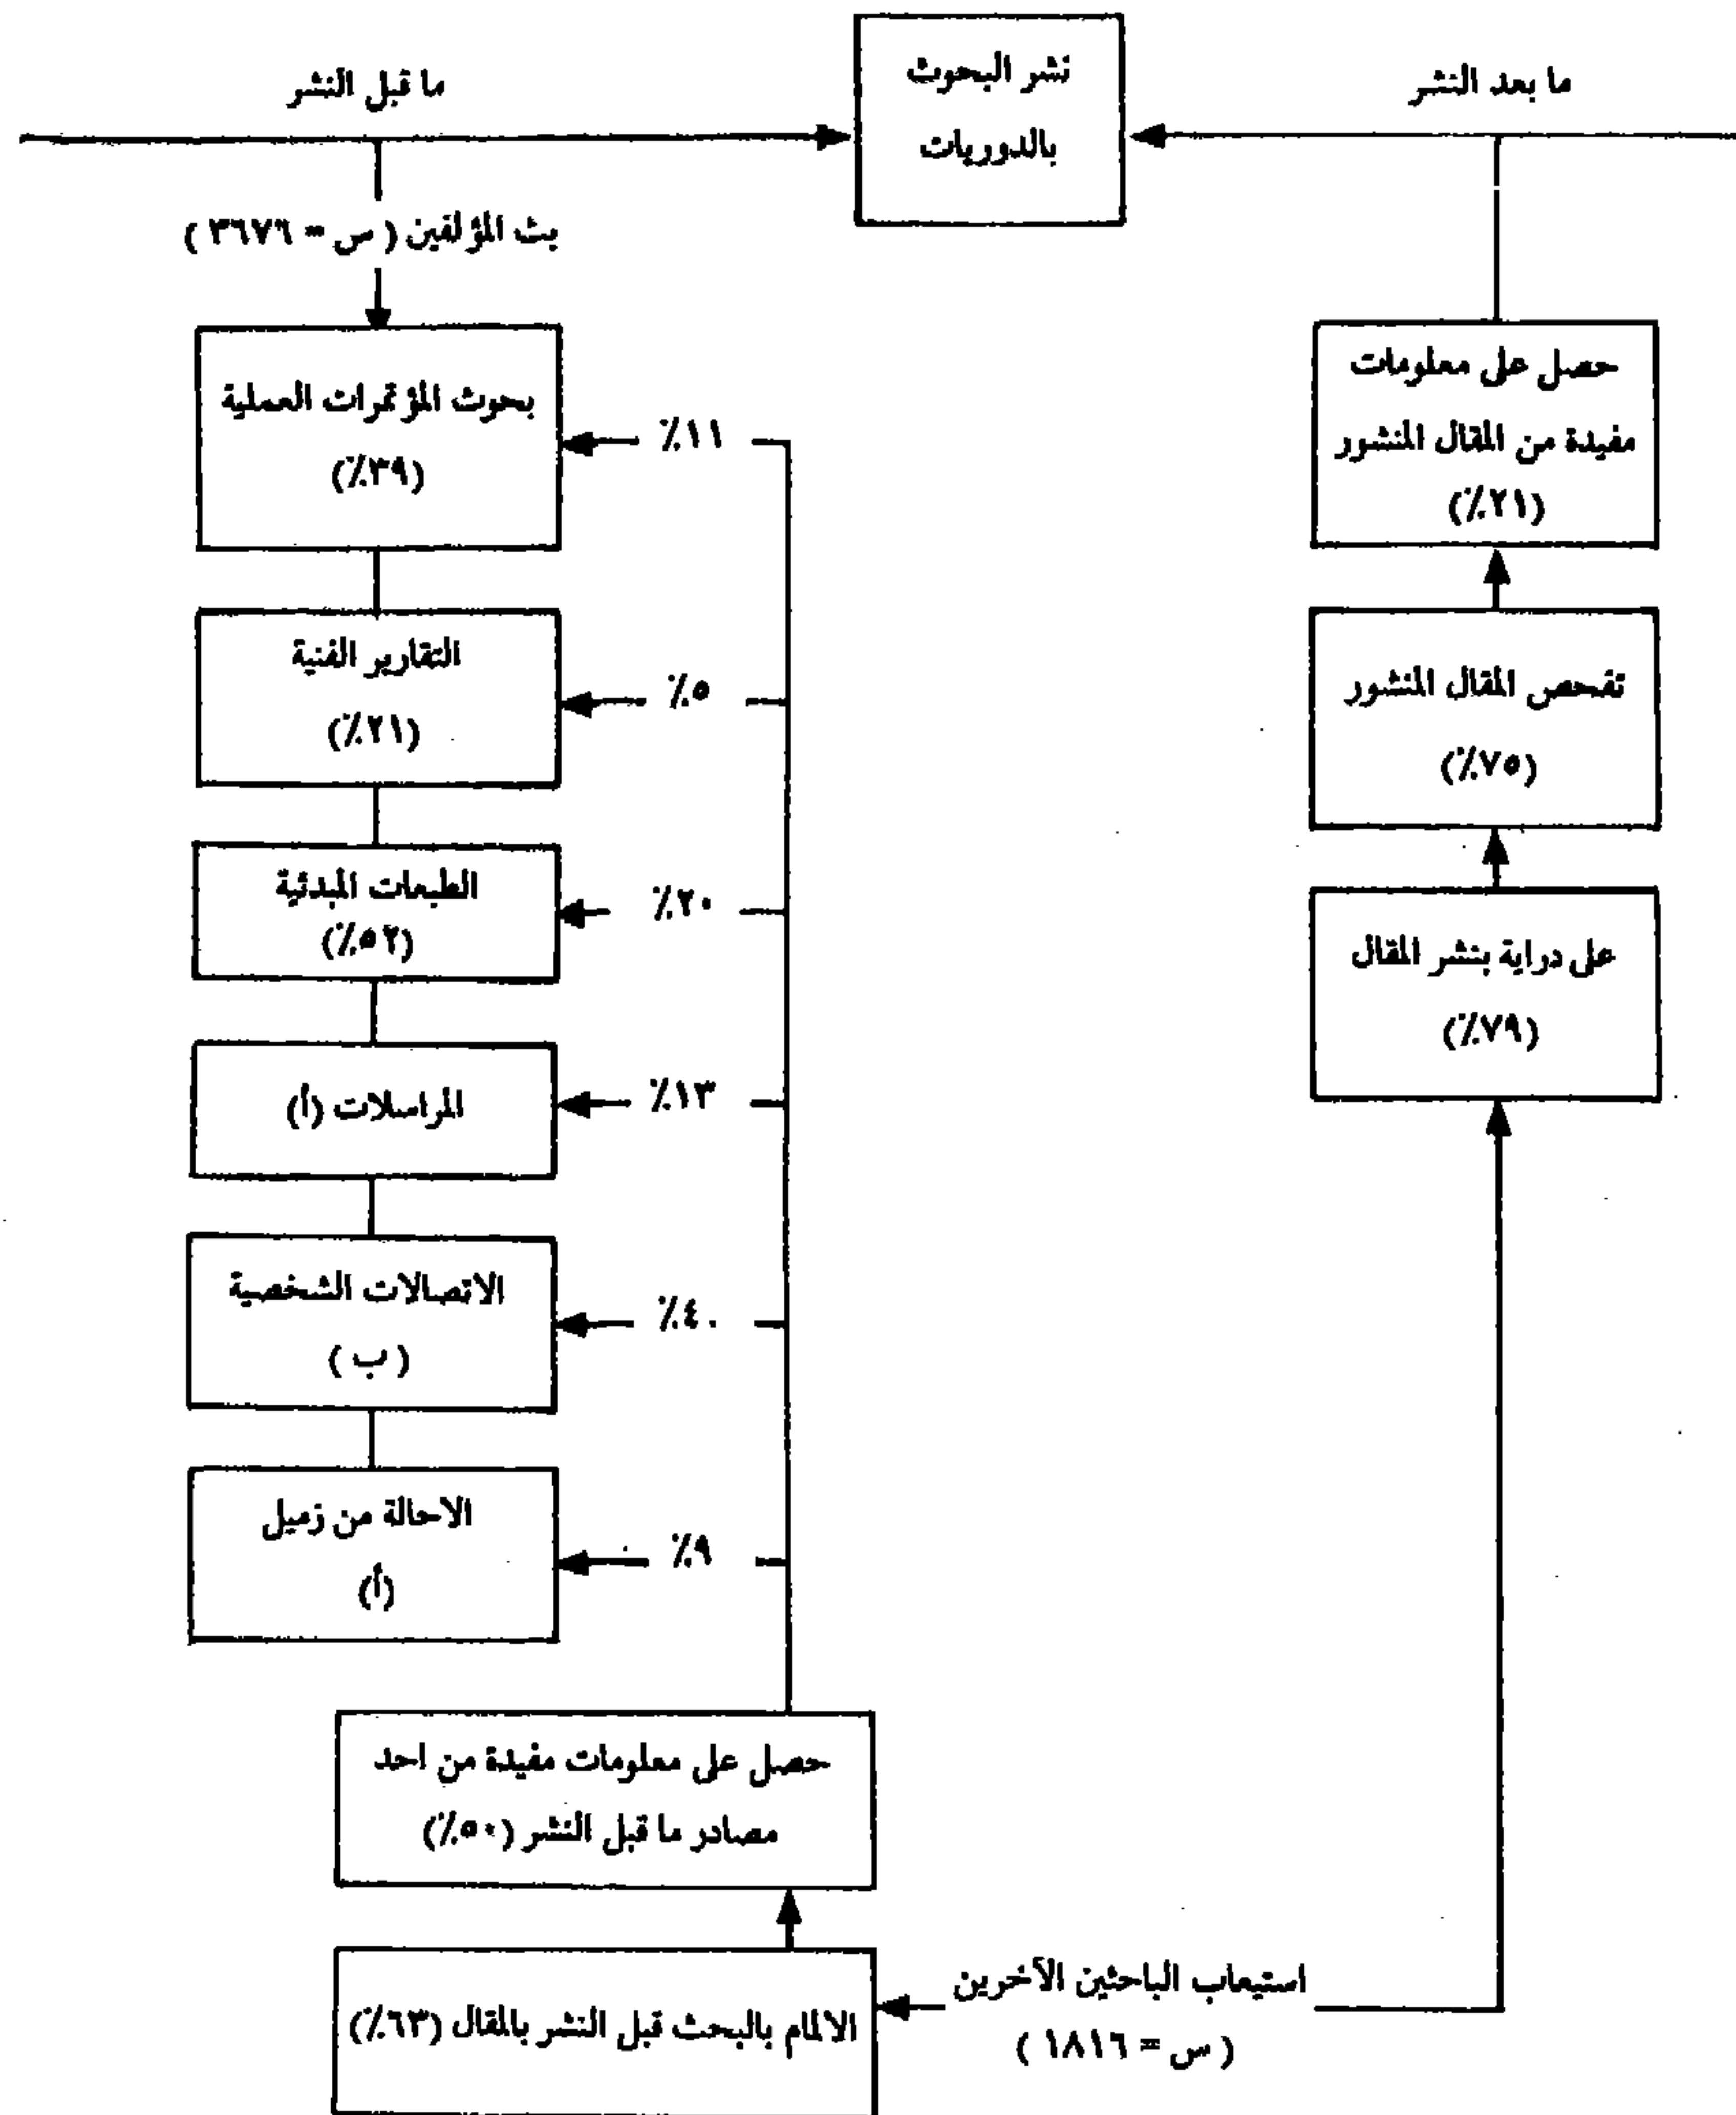 نشر البحوث
بالدوريات
ما بعد النشر
ما قبل النشر
حصل على معلومات
مفيدة من المقال المنشور
(٢١٪)
تفحص المقال المنشور
(٧٥٪)
على دراية بنشر المقال
(٧٩٪)
بث المؤلفين (س = ٣٦٧٦)
بحوث المؤتمرات العملية
(٣٩٪)
١١٪
التقارير الفنية
(٢١٪)
٥٪
الطبعات المبدئية
(٥٢٪)
٢٠٪
المراسلات (أ)
١٣٪
الاتصالات الشخصية
(ب)
٤٠٪
الاحالة من زميل
(أ)
٩٪
حصل على معلومات مفيدة من احد
مصادر ما قبل النشر (٥٠٪)
استيعاب الباحثين الآخرين
(س = ١٨١٦)
الالمام بالبحث قبل النشر بالمقال (٦٣٪)